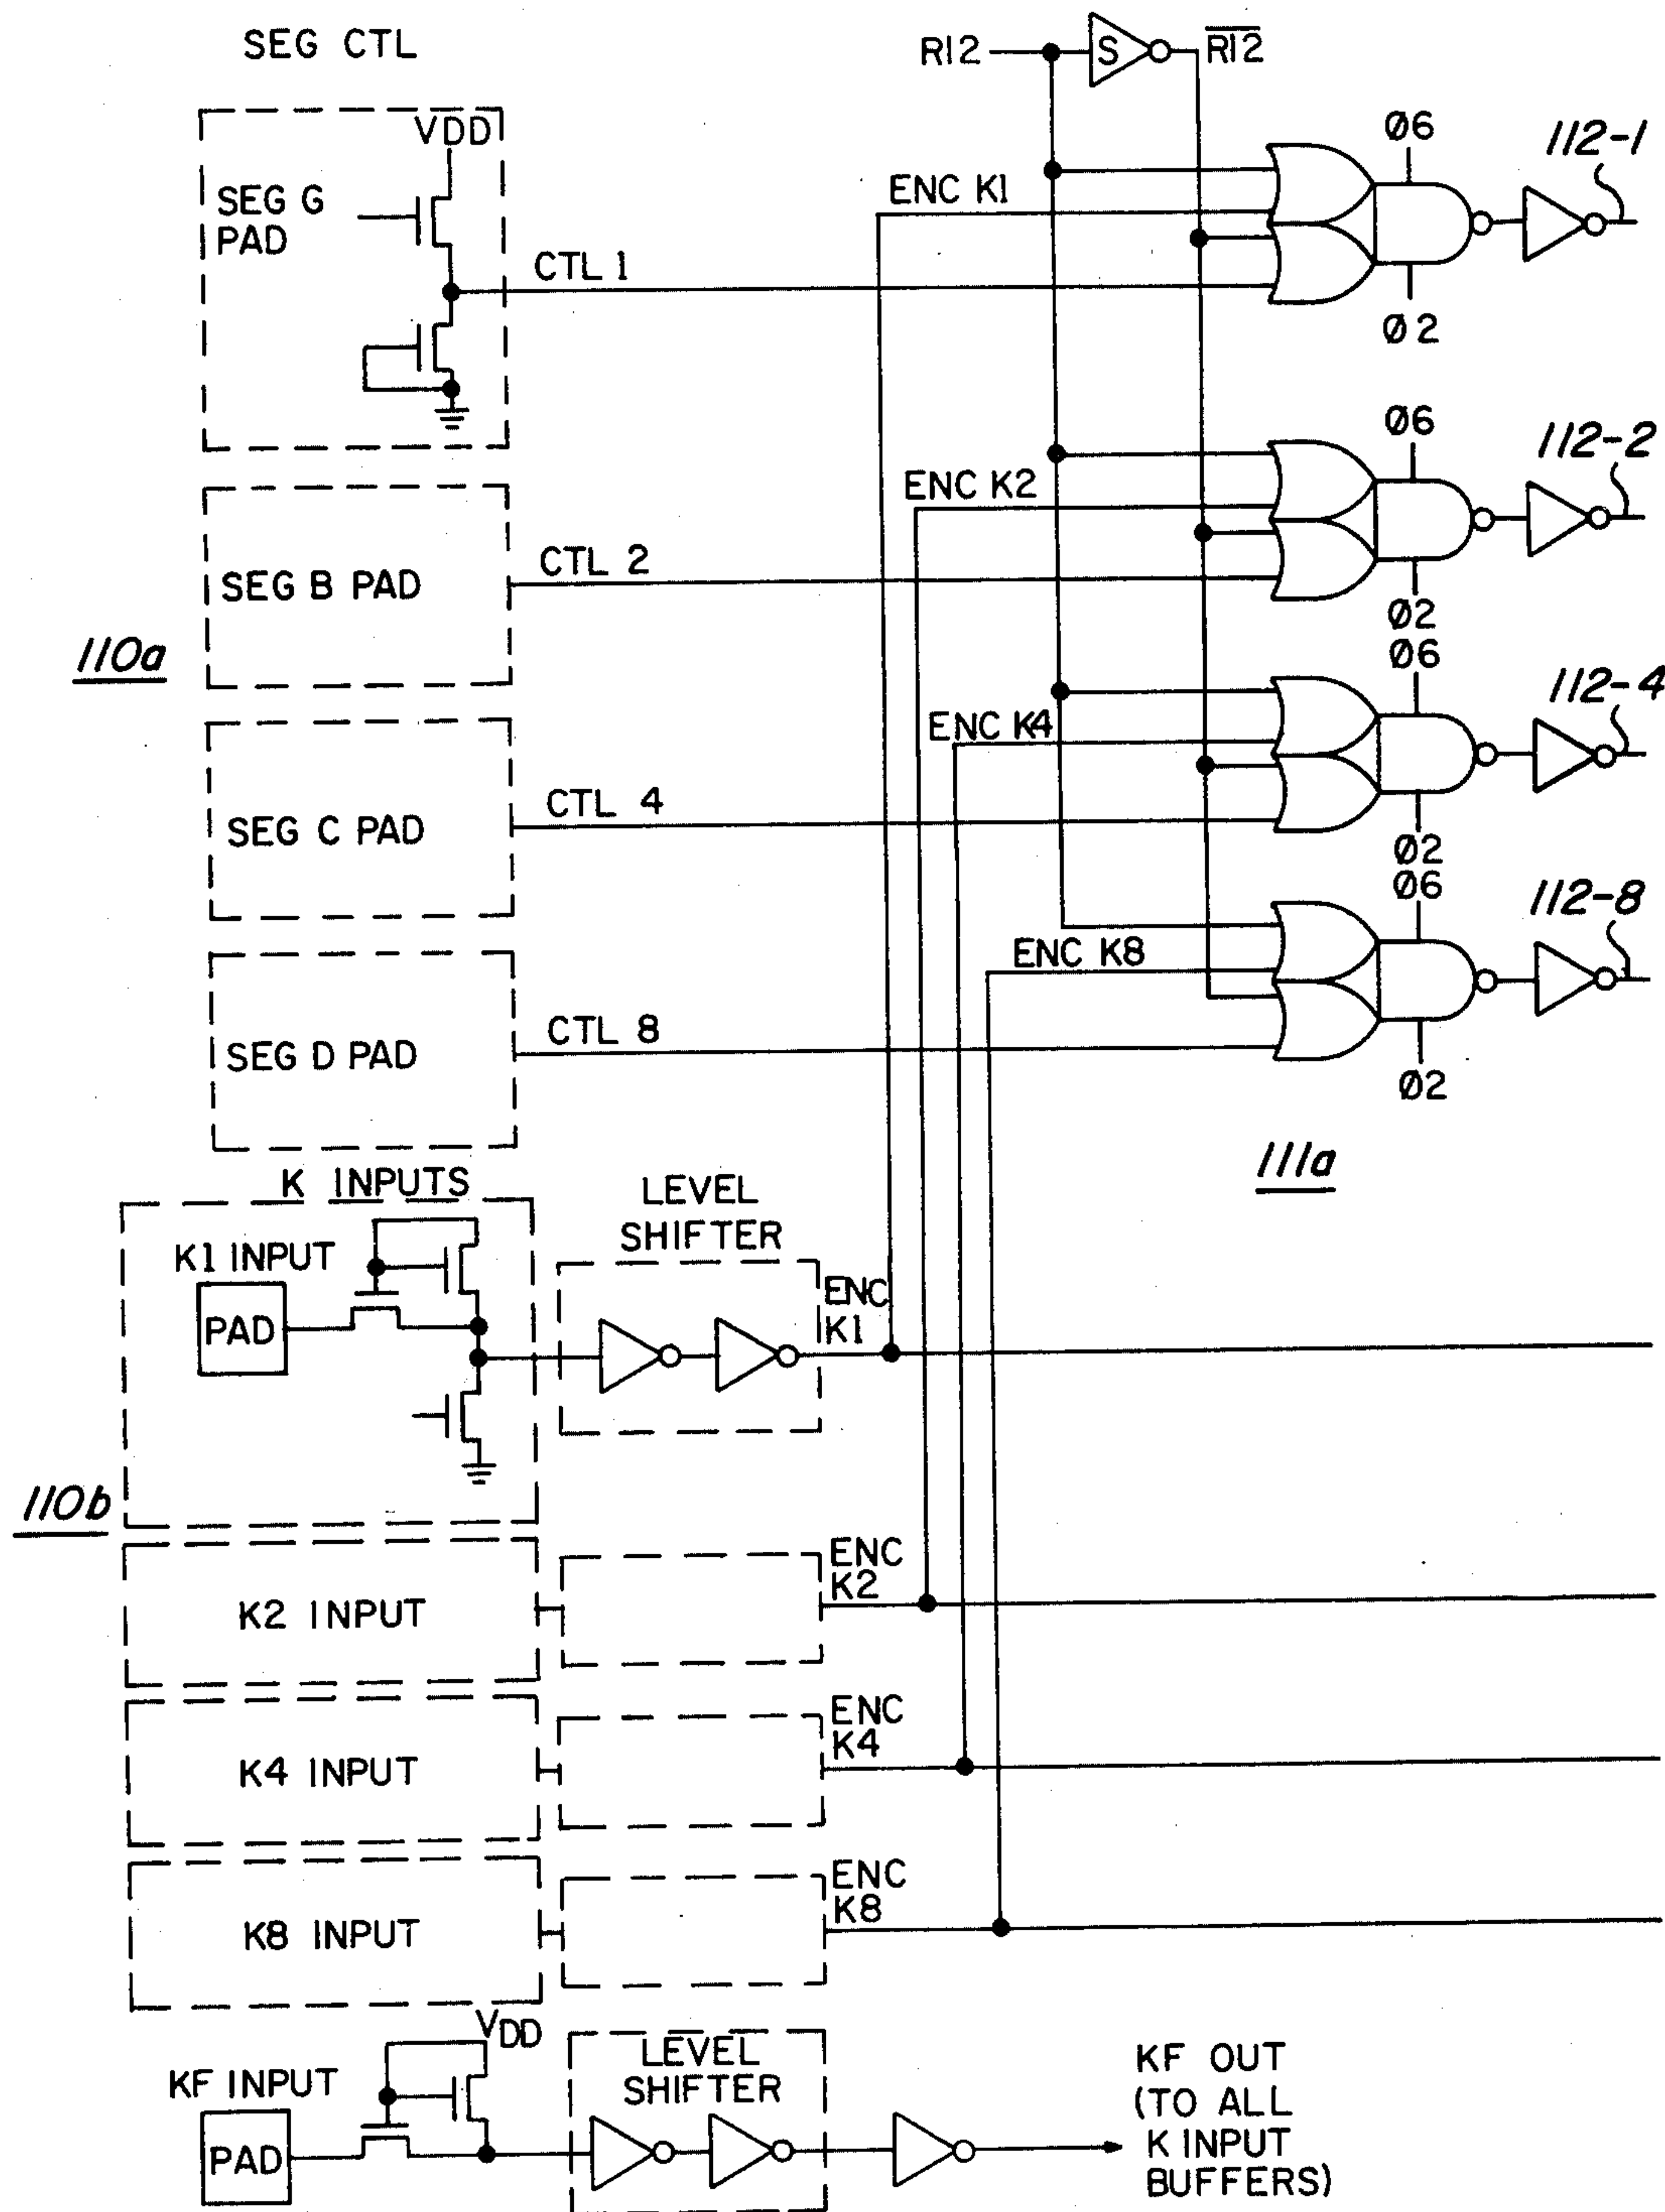 SEG CTL
R12
S
R12
VDD
SEG G
PAD
CTL 1
ENC K1
Ø6
Ø2
112-1
SEG B PAD
CTL 2
ENC K2
Ø6
Ø2
112-2
110a
SEG C PAD
CTL 4
ENC K4
Ø6
Ø2
112-4
SEG D PAD
CTL 8
ENC K8
Ø6
Ø2
112-8
111a
K INPUTS
LEVEL
SHIFTER
K1 INPUT
PAD
ENC
K1
110b
K2 INPUT
ENC
K2
K4 INPUT
ENC
K4
K8 INPUT
ENC
K8
VDD
KF INPUT
PAD
LEVEL
SHIFTER
KF OUT
(TO ALL
K INPUT
BUFFERS)